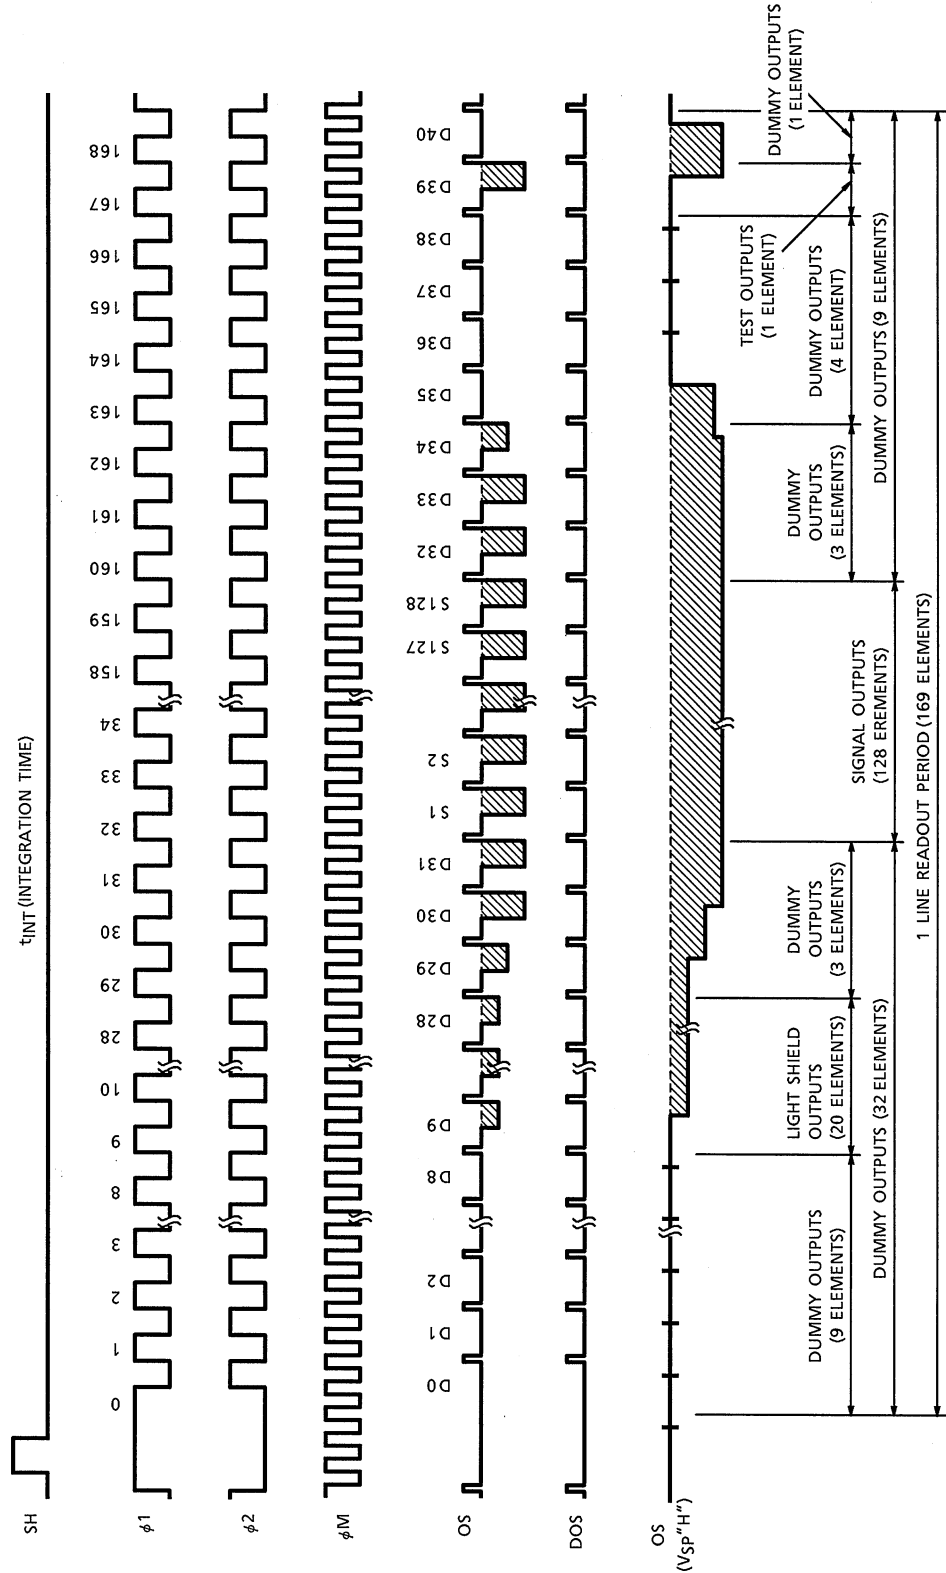 SH
tINT (INTEGRATION TIME)
φ1
0 1 2 3 8 9 10 28 29 30 31 32 33 34 158 159 160 161 162 163 164 165 166 167 168
φ2
φM
OS
D0 D1 D2 D8 D9 D28 D29 D30 D31 S1 S2 S127 S128 D32 D33 D34 D35 D36 D37 D38 D39 D40
DOS
OS
(VSP"H")
DUMMY OUTPUTS
(9 ELEMENTS)
LIGHT SHIELD
OUTPUTS
(20 ELEMENTS)
DUMMY
OUTPUTS
(3 ELEMENTS)
SIGNAL OUTPUTS
(128 EREMENTS)
DUMMY
OUTPUTS
(3 ELEMENTS)
DUMMY OUTPUTS
(4 ELEMENT)
TEST OUTPUTS
(1 ELEMENT)
DUMMY OUTPUTS
(1 ELEMENT)
DUMMY OUTPUTS (32 ELEMENTS)
DUMMY OUTPUTS (9 ELEMENTS)
1 LINE READOUT PERIOD (169 ELEMENTS)